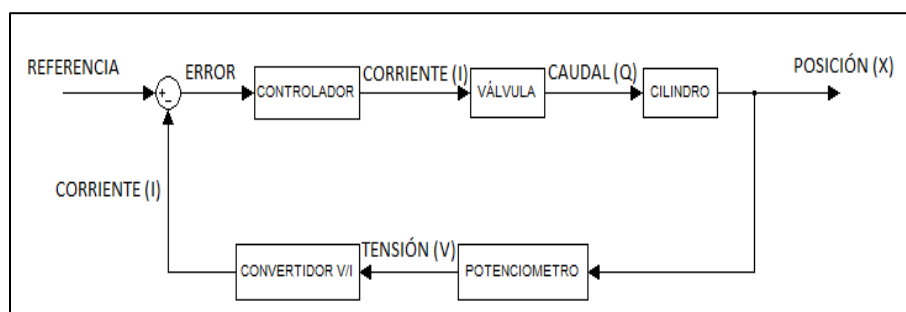 REFERENCIA
ERROR
CONTROLADOR
CORRIENTE (I)
VÁLVULA
CAUDAL (Q)
CILINDRO
POSICIÓN (X)
+
-
CORRIENTE (I)
CONVERTIDOR V/I
TENSIÓN (V)
POTENCIOMETRO